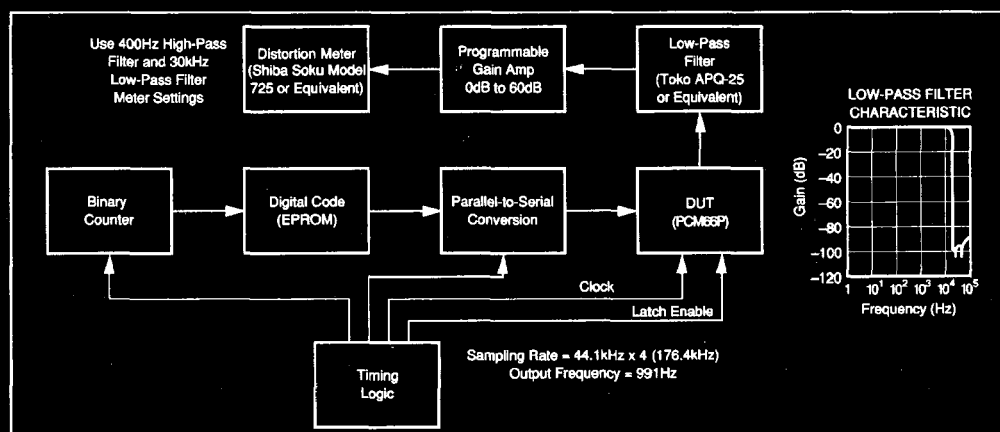 Use 400Hz High-Pass
Filter and 30kHz
Low-Pass Filter
Meter Settings
Distortion Meter
(Shiba Soku Model
725 or Equivalent)
Programmable
Gain Amp
0dB to 60dB
Low-Pass
Filter
(Toko APQ-25
or Equivalent)
LOW-PASS FILTER
CHARACTERISTIC
Gain (dB)
0
–20
–40
–60
–80
–100
–120
1 10¹ 10² 10³ 10⁴ 10⁵
Frequency (Hz)
Binary
Counter
Digital Code
(EPROM)
Parallel-to-Serial
Conversion
DUT
(PCM66P)
Clock
Latch Enable
Timing
Logic
Sampling Rate = 44.1kHz x 4 (176.4kHz)
Output Frequency = 991Hz